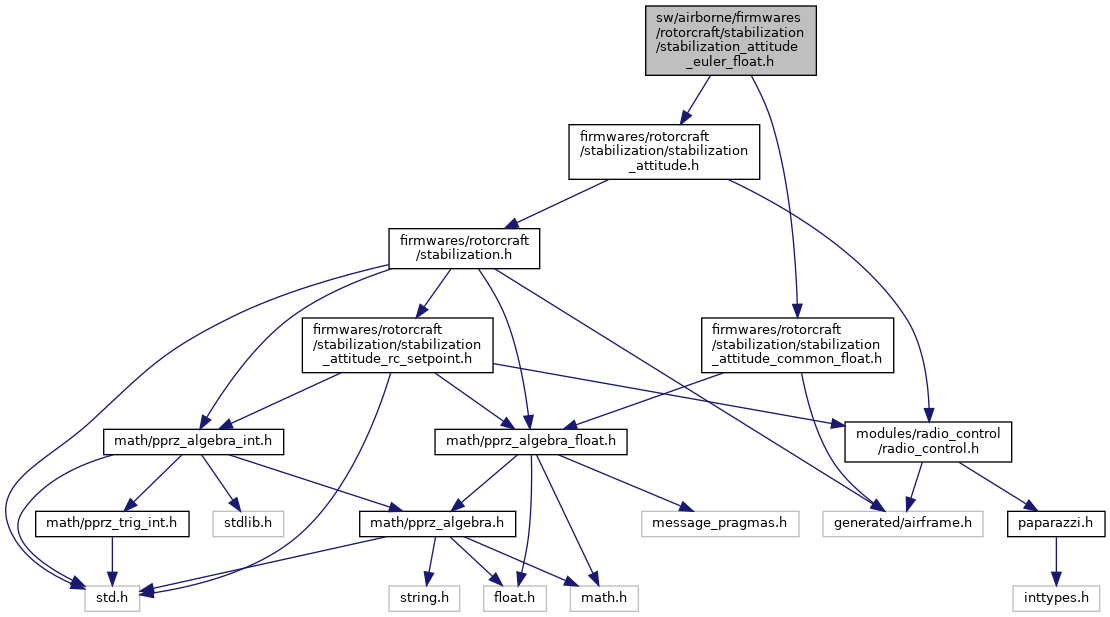 sw/airborne/firmwares
/rotorcraft/stabilization
/stabilization_attitude
_euler_float.h
firmwares/rotorcraft
/stabilization/stabilization
_attitude.h
firmwares/rotorcraft
/stabilization.h
firmwares/rotorcraft
/stabilization/stabilization
_attitude_rc_setpoint.h
firmwares/rotorcraft
/stabilization/stabilization
_attitude_common_float.h
math/pprz_algebra_int.h
math/pprz_algebra_float.h
modules/radio_control
/radio_control.h
math/pprz_trig_int.h
stdlib.h
math/pprz_algebra.h
message_pragmas.h
generated/airframe.h
paparazzi.h
std.h
string.h
float.h
math.h
inttypes.h